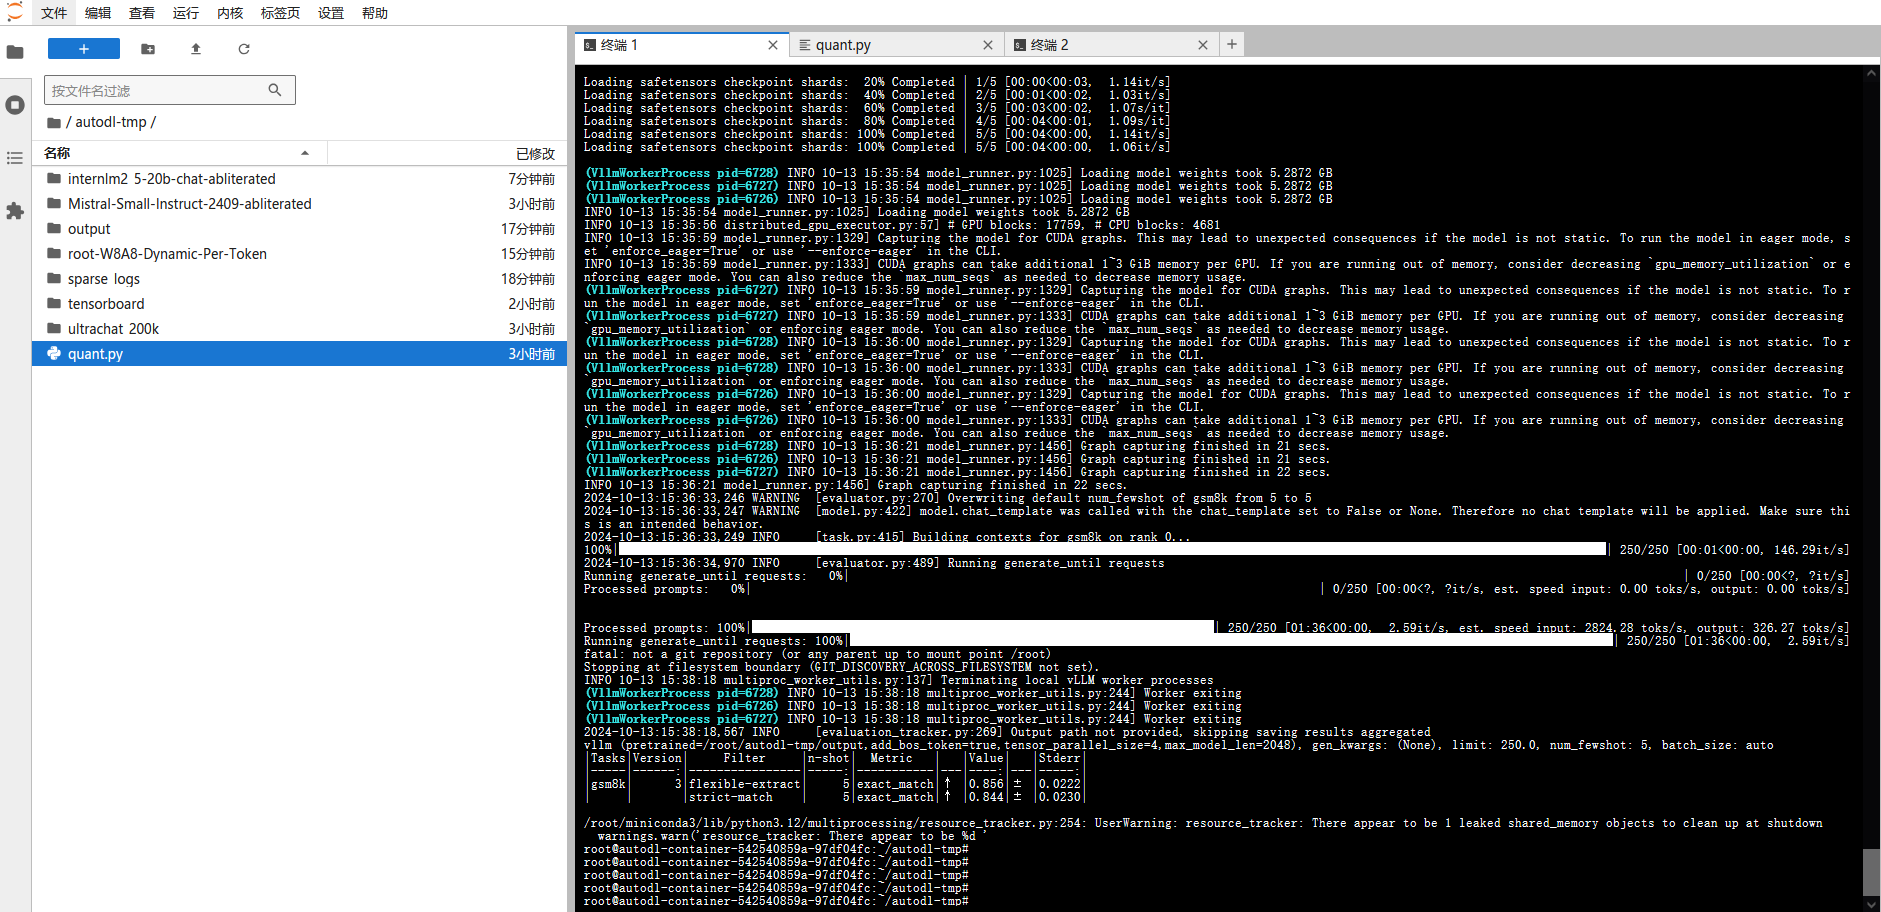 文件 编辑 查看 运行 内核 标签页 设置 帮助
+
按文件名过滤
/ autodl-tmp /
名称 已修改
internlm2_5-20b-chat-abliterated 7分钟前
Mistral-Small-Instruct-2409-abliterated 3小时前
output 17分钟前
root-W8A8-Dynamic-Per-Token 15分钟前
sparse_logs 18分钟前
tensorboard 2小时前
ultrachat_200k 3小时前
quant.py 3小时前
终端 1 × quant.py × 终端 2 × +
Loading safetensors checkpoint shards:  20% Completed | 1/5 [00:00<00:03,  1.14it/s]
Loading safetensors checkpoint shards:  40% Completed | 2/5 [00:01<00:02,  1.03it/s]
Loading safetensors checkpoint shards:  60% Completed | 3/5 [00:03<00:02,  1.07s/it]
Loading safetensors checkpoint shards:  80% Completed | 4/5 [00:04<00:01,  1.09s/it]
Loading safetensors checkpoint shards: 100% Completed | 5/5 [00:04<00:00,  1.14it/s]
Loading safetensors checkpoint shards: 100% Completed | 5/5 [00:04<00:00,  1.06it/s]
(VllmWorkerProcess pid=6728) INFO 10-13 15:35:54 model_runner.py:1025] Loading model weights took 5.2872 GB
(VllmWorkerProcess pid=6727) INFO 10-13 15:35:54 model_runner.py:1025] Loading model weights took 5.2872 GB
(VllmWorkerProcess pid=6726) INFO 10-13 15:35:54 model_runner.py:1025] Loading model weights took 5.2872 GB
INFO 10-13 15:35:54 model_runner.py:1025] Loading model weights took 5.2872 GB
INFO 10-13 15:35:56 distributed_gpu_executor.py:57] # GPU blocks: 17759, # CPU blocks: 4681
INFO 10-13 15:35:59 model_runner.py:1329] Capturing the model for CUDA graphs. This may lead to unexpected consequences if the model is not static. To run the model in eager mode, s
et 'enforce_eager=True' or use '--enforce-eager' in the CLI.
INFO 10-13 15:35:59 model_runner.py:1333] CUDA graphs can take additional 1~3 GiB memory per GPU. If you are running out of memory, consider decreasing `gpu_memory_utilization` or e
nforcing eager mode. You can also reduce the `max_num_seqs` as needed to decrease memory usage.
(VllmWorkerProcess pid=6727) INFO 10-13 15:35:59 model_runner.py:1329] Capturing the model for CUDA graphs. This may lead to unexpected consequences if the model is not static. To r
un the model in eager mode, set 'enforce_eager=True' or use '--enforce-eager' in the CLI.
(VllmWorkerProcess pid=6727) INFO 10-13 15:35:59 model_runner.py:1333] CUDA graphs can take additional 1~3 GiB memory per GPU. If you are running out of memory, consider decreasing
`gpu_memory_utilization` or enforcing eager mode. You can also reduce the `max_num_seqs` as needed to decrease memory usage.
(VllmWorkerProcess pid=6728) INFO 10-13 15:36:00 model_runner.py:1329] Capturing the model for CUDA graphs. This may lead to unexpected consequences if the model is not static. To r
un the model in eager mode, set 'enforce_eager=True' or use '--enforce-eager' in the CLI.
(VllmWorkerProcess pid=6728) INFO 10-13 15:36:00 model_runner.py:1333] CUDA graphs can take additional 1~3 GiB memory per GPU. If you are running out of memory, consider decreasing
`gpu_memory_utilization` or enforcing eager mode. You can also reduce the `max_num_seqs` as needed to decrease memory usage.
(VllmWorkerProcess pid=6726) INFO 10-13 15:36:00 model_runner.py:1329] Capturing the model for CUDA graphs. This may lead to unexpected consequences if the model is not static. To r
un the model in eager mode, set 'enforce_eager=True' or use '--enforce-eager' in the CLI.
(VllmWorkerProcess pid=6726) INFO 10-13 15:36:00 model_runner.py:1333] CUDA graphs can take additional 1~3 GiB memory per GPU. If you are running out of memory, consider decreasing
`gpu_memory_utilization` or enforcing eager mode. You can also reduce the `max_num_seqs` as needed to decrease memory usage.
(VllmWorkerProcess pid=6728) INFO 10-13 15:36:21 model_runner.py:1456] Graph capturing finished in 21 secs.
(VllmWorkerProcess pid=6726) INFO 10-13 15:36:21 model_runner.py:1456] Graph capturing finished in 21 secs.
(VllmWorkerProcess pid=6727) INFO 10-13 15:36:21 model_runner.py:1456] Graph capturing finished in 22 secs.
INFO 10-13 15:36:21 model_runner.py:1456] Graph capturing finished in 22 secs.
2024-10-13:15:36:33,246 WARNING  [evaluator.py:270] Overwriting default num_fewshot of gsm8k from 5 to 5
2024-10-13:15:36:33,247 WARNING  [model.py:422] model.chat_template was called with the chat_template set to False or None. Therefore no chat template will be applied. Make sure thi
s is an intended behavior.
2024-10-13:15:36:33,249 INFO     [task.py:415] Building contexts for gsm8k on rank 0...
100%| | 250/250 [00:01<00:00, 146.29it/s]
2024-10-13:15:36:34,970 INFO     [evaluator.py:489] Running generate_until requests
Running generate_until requests:   0%| | 0/250 [00:00<?, ?it/s]
Processed prompts:   0%| | 0/250 [00:00<?, ?it/s, est. speed input: 0.00 toks/s, output: 0.00 toks/s]
Processed prompts: 100%| | 250/250 [01:36<00:00,  2.59it/s, est. speed input: 2824.28 toks/s, output: 326.27 toks/s]
Running generate_until requests: 100%| | 250/250 [01:36<00:00,  2.59it/s]
fatal: not a git repository (or any parent up to mount point /root)
Stopping at filesystem boundary (GIT_DISCOVERY_ACROSS_FILESYSTEM not set).
INFO 10-13 15:38:18 multiproc_worker_utils.py:137] Terminating local vLLM worker processes
(VllmWorkerProcess pid=6728) INFO 10-13 15:38:18 multiproc_worker_utils.py:244] Worker exiting
(VllmWorkerProcess pid=6726) INFO 10-13 15:38:18 multiproc_worker_utils.py:244] Worker exiting
(VllmWorkerProcess pid=6727) INFO 10-13 15:38:18 multiproc_worker_utils.py:244] Worker exiting
2024-10-13:15:38:18,567 INFO     [evaluation_tracker.py:269] Output path not provided, skipping saving results aggregated
vllm (pretrained=/root/autodl-tmp/output,add_bos_token=true,tensor_parallel_size=4,max_model_len=2048), gen_kwargs: (None), limit: 250.0, num_fewshot: 5, batch_size: auto
|Tasks|Version|     Filter     |n-shot|  Metric   |   |Value|   |Stderr|
|-----|------:|----------------|-----:|-----------|---|----:|---|-----:|
|gsm8k|      3|flexible-extract|     5|exact_match|↑  |0.856|±  |0.0222|
|     |       |strict-match    |     5|exact_match|↑  |0.844|±  |0.0230|
/root/miniconda3/lib/python3.12/multiprocessing/resource_tracker.py:254: UserWarning: resource_tracker: There appear to be 1 leaked shared_memory objects to clean up at shutdown
  warnings.warn('resource_tracker: There appear to be %d '
root@autodl-container-542540859a-97df04fc:~/autodl-tmp#
root@autodl-container-542540859a-97df04fc:~/autodl-tmp#
root@autodl-container-542540859a-97df04fc:~/autodl-tmp#
root@autodl-container-542540859a-97df04fc:~/autodl-tmp#
root@autodl-container-542540859a-97df04fc:~/autodl-tmp#